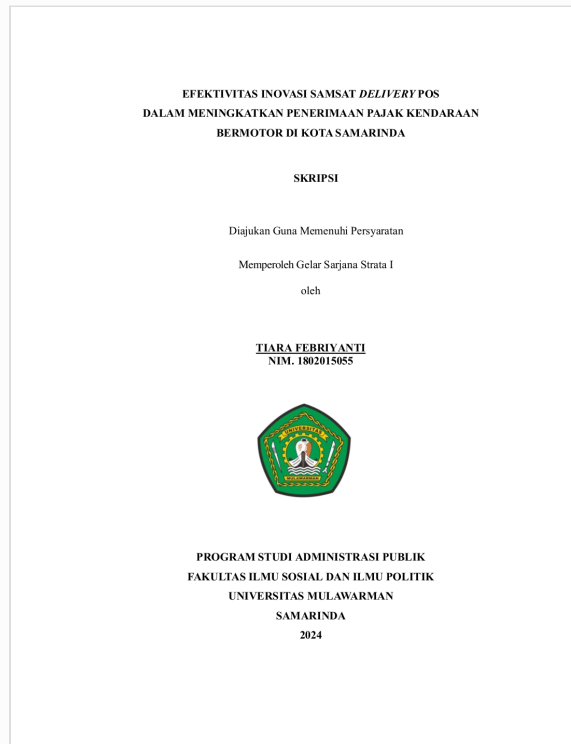 EFEKTIVITAS INOVASI SAMSAT DELIVERY POS
DALAM MENINGKATKAN PENERIMAAN PAJAK KENDARAAN
BERMOTOR DI KOTA SAMARINDA
SKRIPSI
Diajukan Guna Memenuhi Persyaratan
Memperoleh Gelar Sarjana Strata I
oleh
TIARA FEBRIYANTI
NIM. 1802015055
UNIVERSITAS
MULAWARMAN
PROGRAM STUDI ADMINISTRASI PUBLIK
FAKULTAS ILMU SOSIAL DAN ILMU POLITIK
UNIVERSITAS MULAWARMAN
SAMARINDA
2024